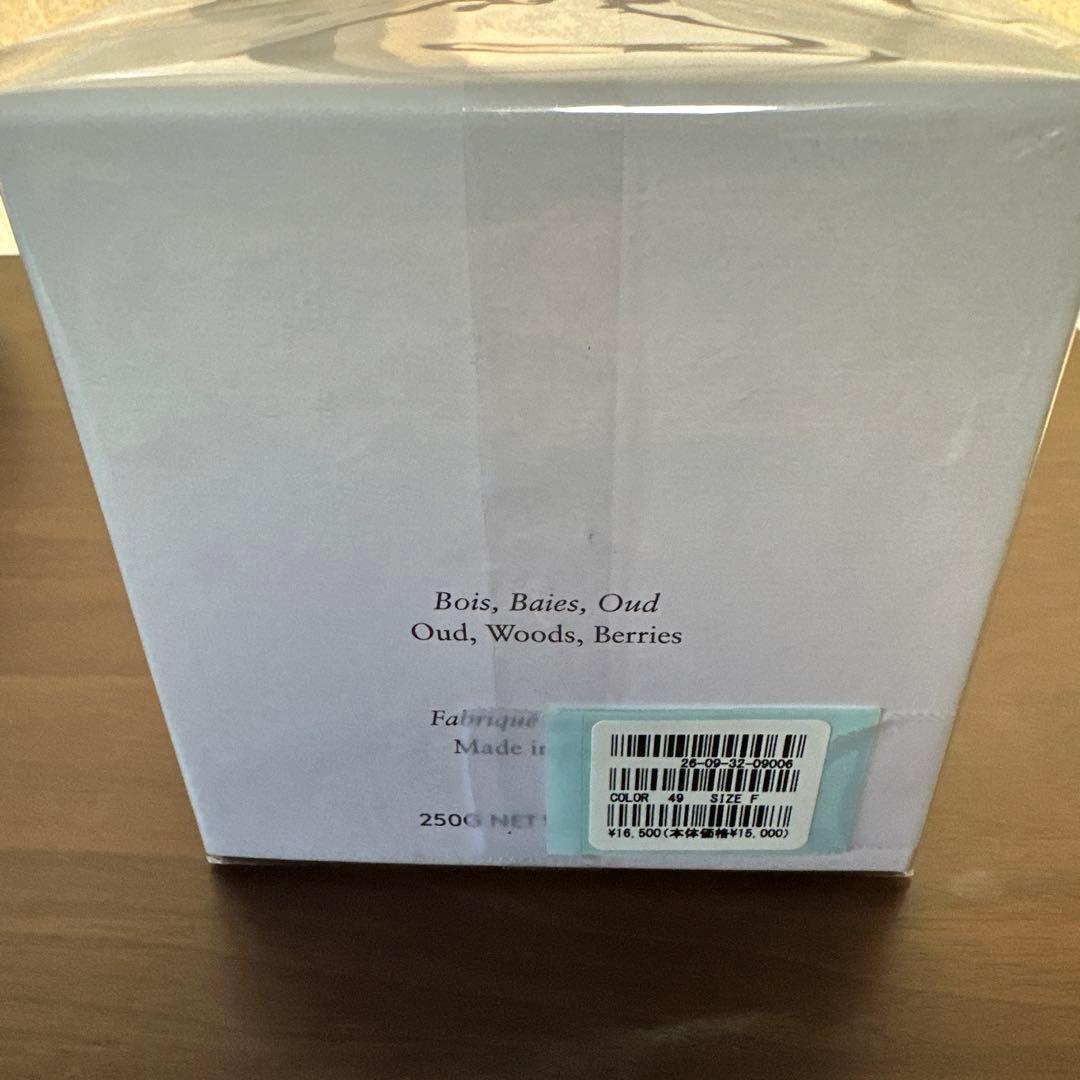 Bois, Baies, Oud
Oud, Woods, Berries
Fabrique
Made in
26-09-32-09006
COLOR 49 SIZE F
250G NET
¥16,500(本体価格¥15,000)